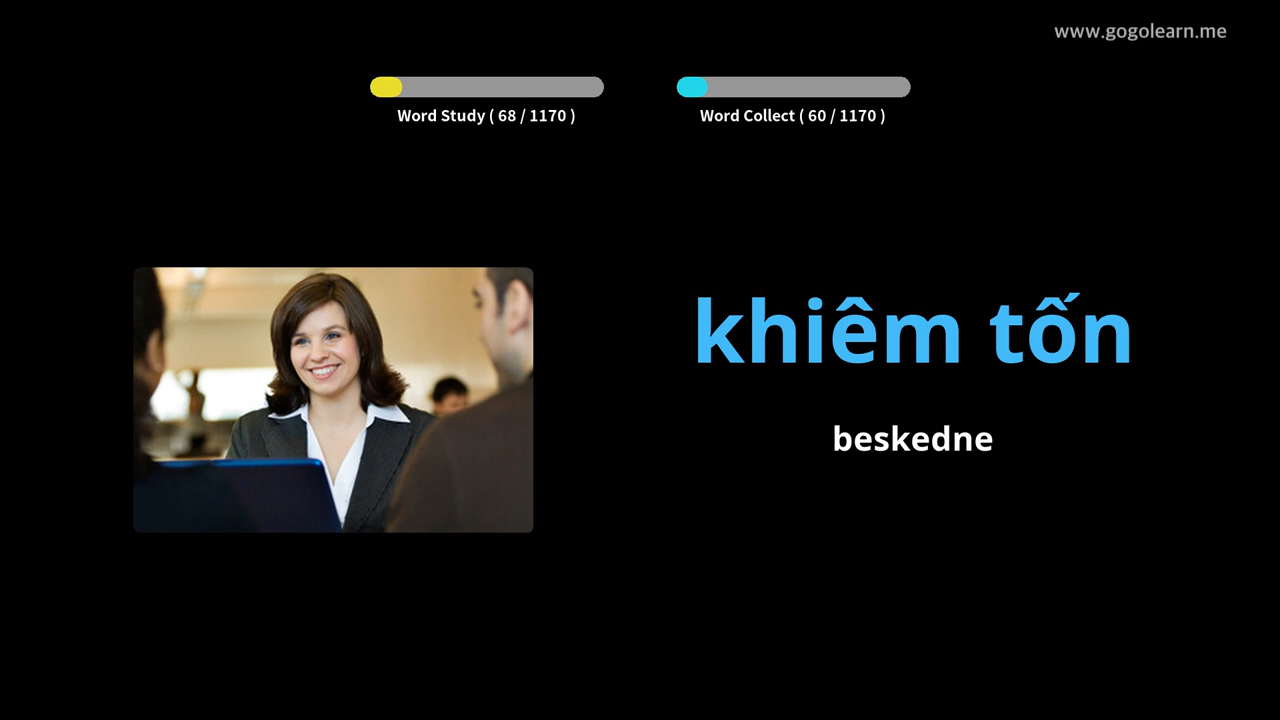 www.gogolearn.me
Word Study ( 68 / 1170 )
Word Collect ( 60 / 1170 )
khiêm tốn
beskedne